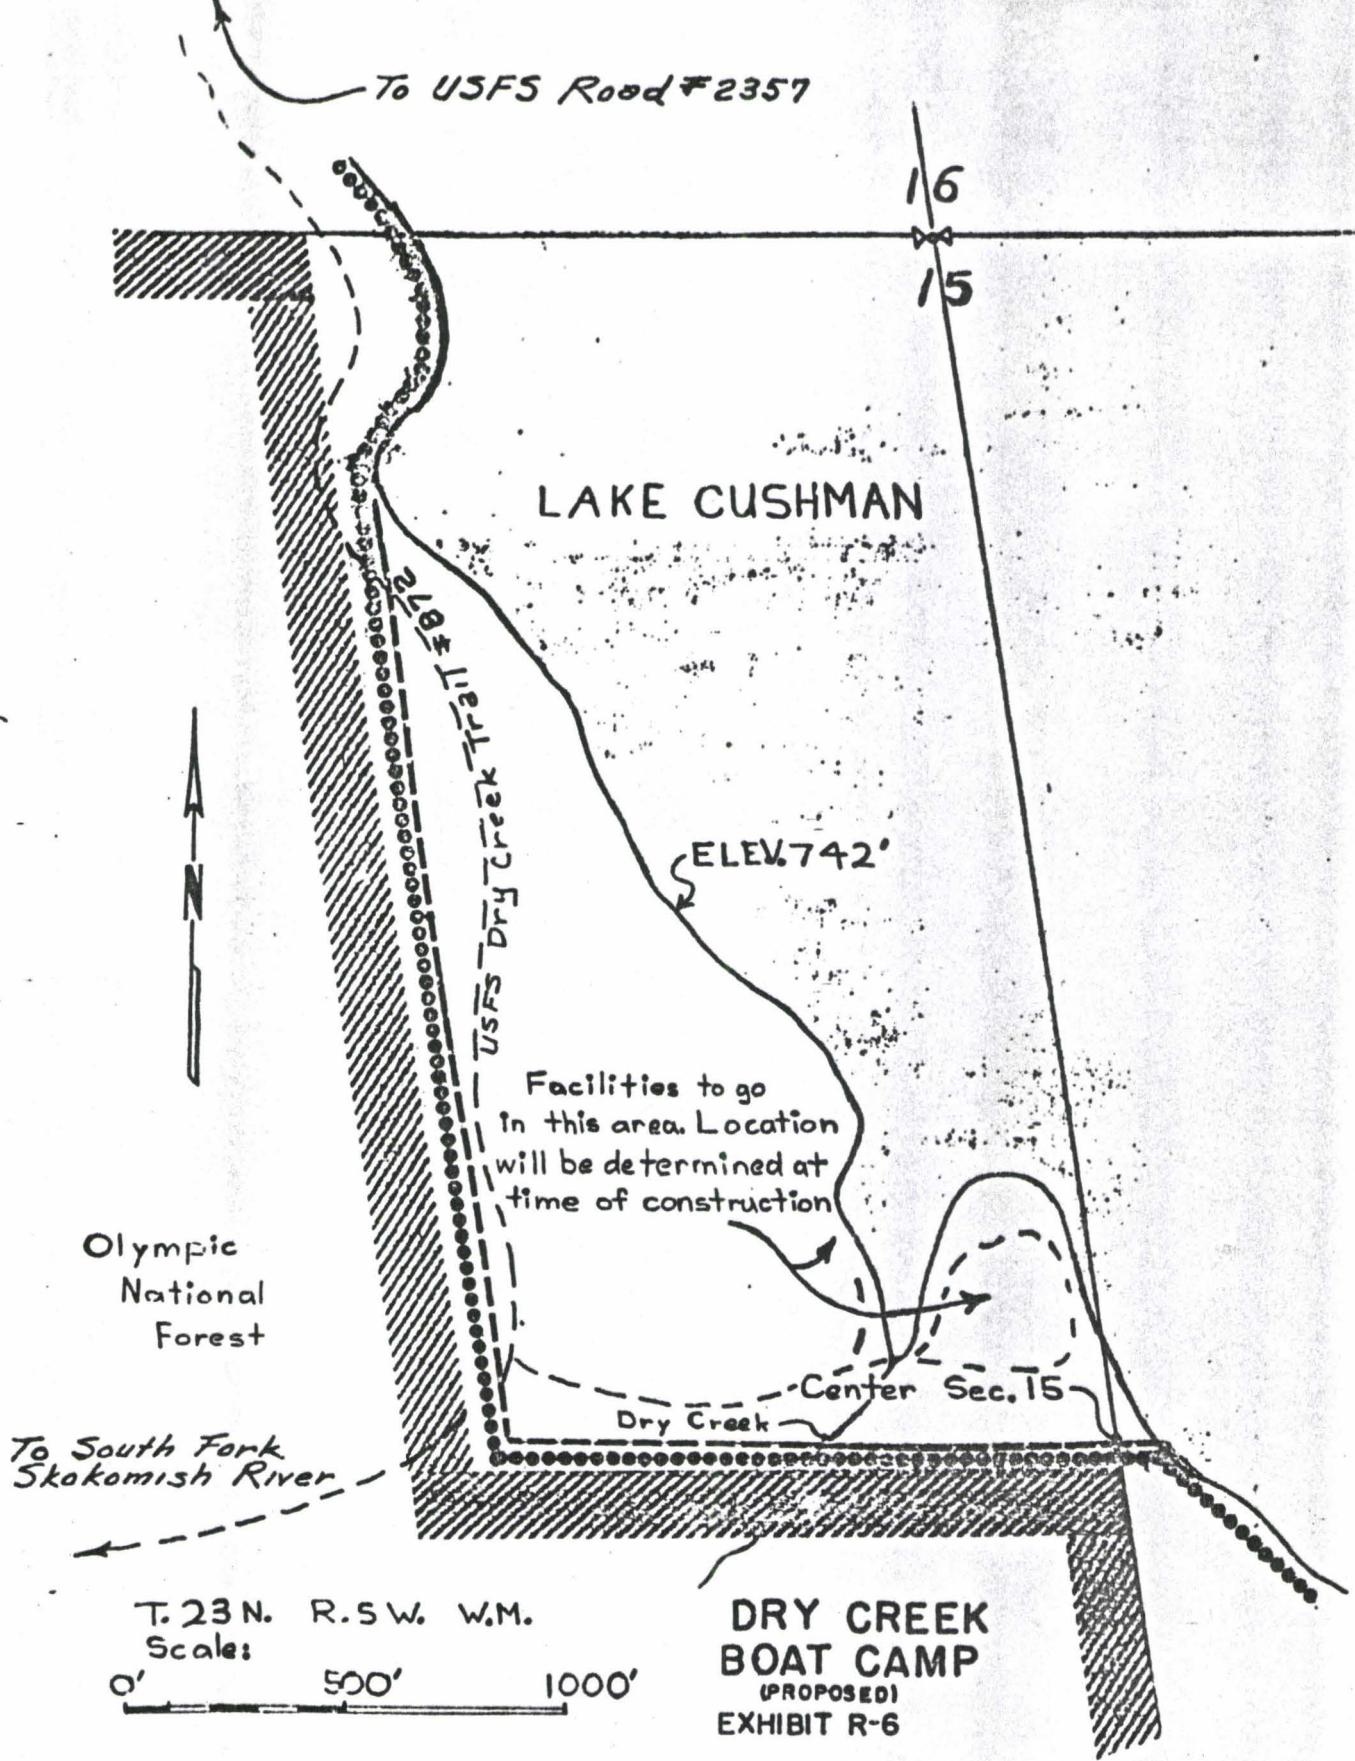 To USFS Road #2357
16
15
LAKE CUSHMAN
USFS Dry Creek Trail #872
ELEV. 742'
N
Facilities to go
in this area. Location
will be determined at
time of construction
Olympic
National
Forest
Center Sec. 15
Dry Creek
To South Fork
Skokomish River
T. 23 N. R. 5 W. W.M.
Scale:
0' 500' 1000'
DRY CREEK
BOAT CAMP
(PROPOSED)
EXHIBIT R-6